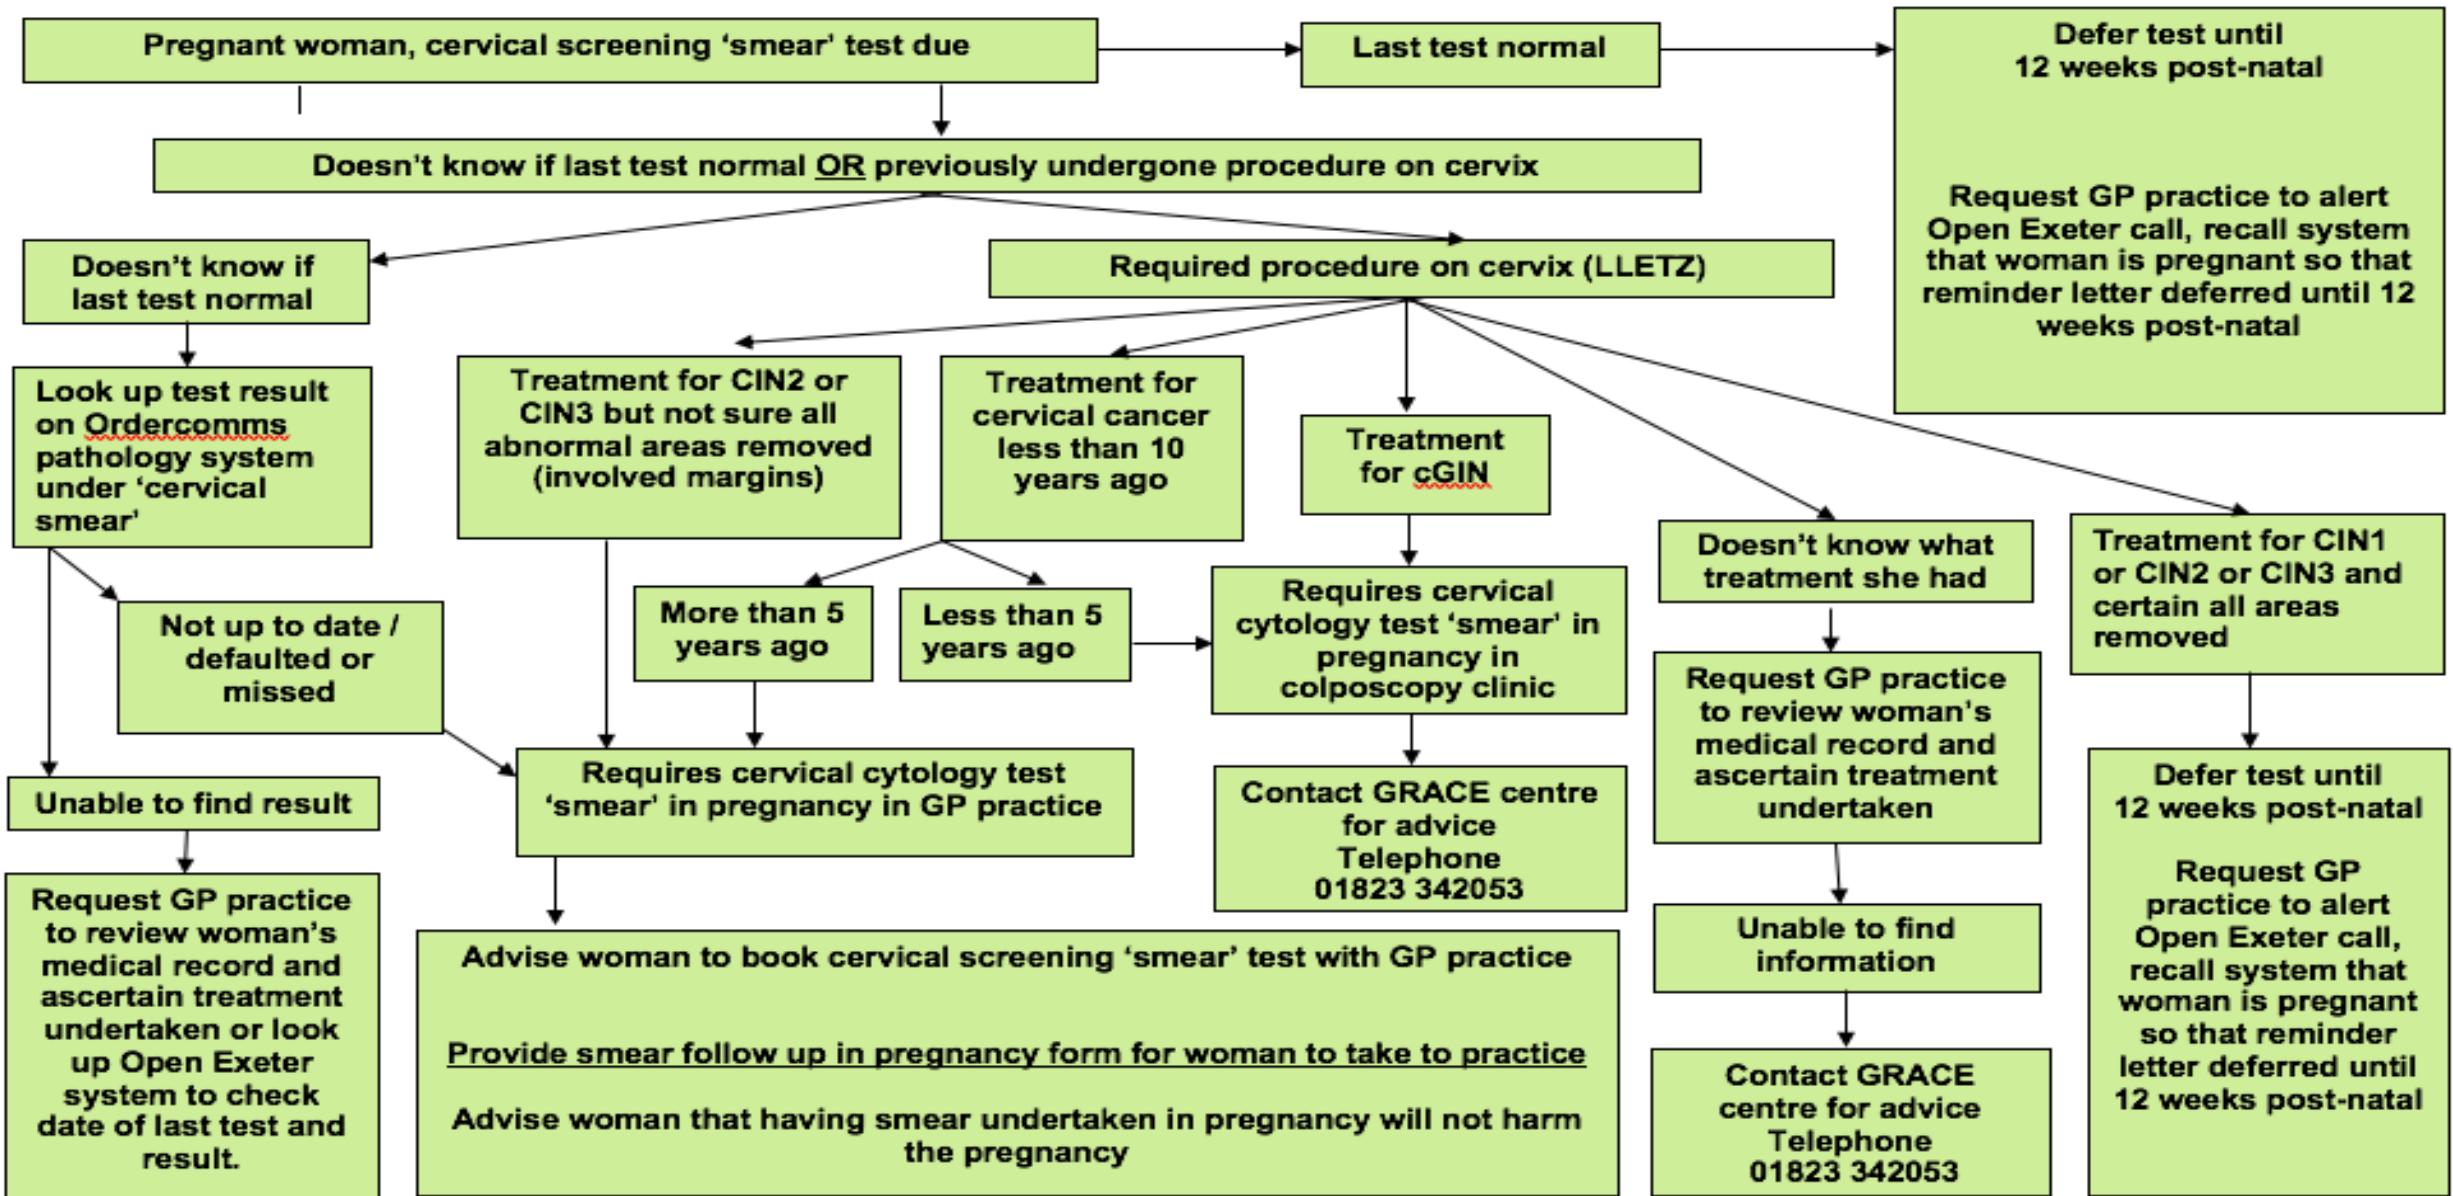 Pregnant woman, cervical screening ‘smear’ test due
Last test normal
Defer test until
12 weeks post-natal
Request GP practice to alert
Open Exeter call, recall system
that woman is pregnant so that
reminder letter deferred until 12
weeks post-natal
Doesn’t know if last test normal OR previously undergone procedure on cervix
Doesn’t know if
last test normal
Required procedure on cervix (LLETZ)
Look up test result
on Ordercomms
pathology system
under ‘cervical
smear’
Treatment for CIN2 or
CIN3 but not sure all
abnormal areas removed
(involved margins)
Treatment for
cervical cancer
less than 10
years ago
Treatment
for cGIN
Doesn’t know what
treatment she had
Treatment for CIN1
or CIN2 or CIN3 and
certain all areas
removed
Not up to date /
defaulted or
missed
More than 5
years ago
Less than 5
years ago
Requires cervical
cytology test ‘smear’ in
pregnancy in
colposcopy clinic
Request GP practice
to review woman’s
medical record and
ascertain treatment
undertaken
Unable to find result
Requires cervical cytology test
‘smear’ in pregnancy in GP practice
Contact GRACE centre
for advice
Telephone
01823 342053
Defer test until
12 weeks post-natal
Request GP
practice to alert
Open Exeter call,
recall system that
woman is pregnant
so that reminder
letter deferred until
12 weeks post-natal
Request GP practice
to review woman’s
medical record and
ascertain treatment
undertaken or look
up Open Exeter
system to check
date of last test and
result.
Advise woman to book cervical screening ‘smear’ test with GP practice
Provide smear follow up in pregnancy form for woman to take to practice
Advise woman that having smear undertaken in pregnancy will not harm
the pregnancy
Unable to find
information
Contact GRACE
centre for advice
Telephone
01823 342053